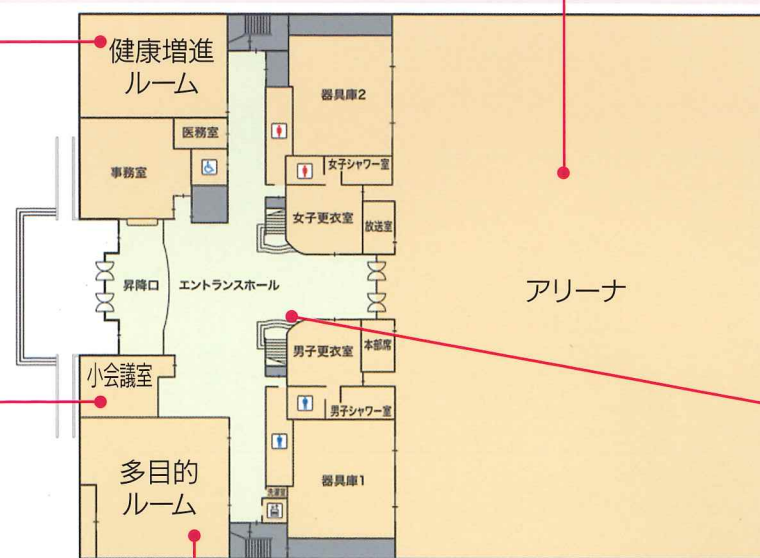 健康増進
ルーム
器具庫2
医務室
事務室
女子シャワー室
女子更衣室
放送室
昇降口
エントランスホール
アリーナ
男子更衣室
本部席
小会議室
男子シャワー室
多目的
ルーム
器具庫1